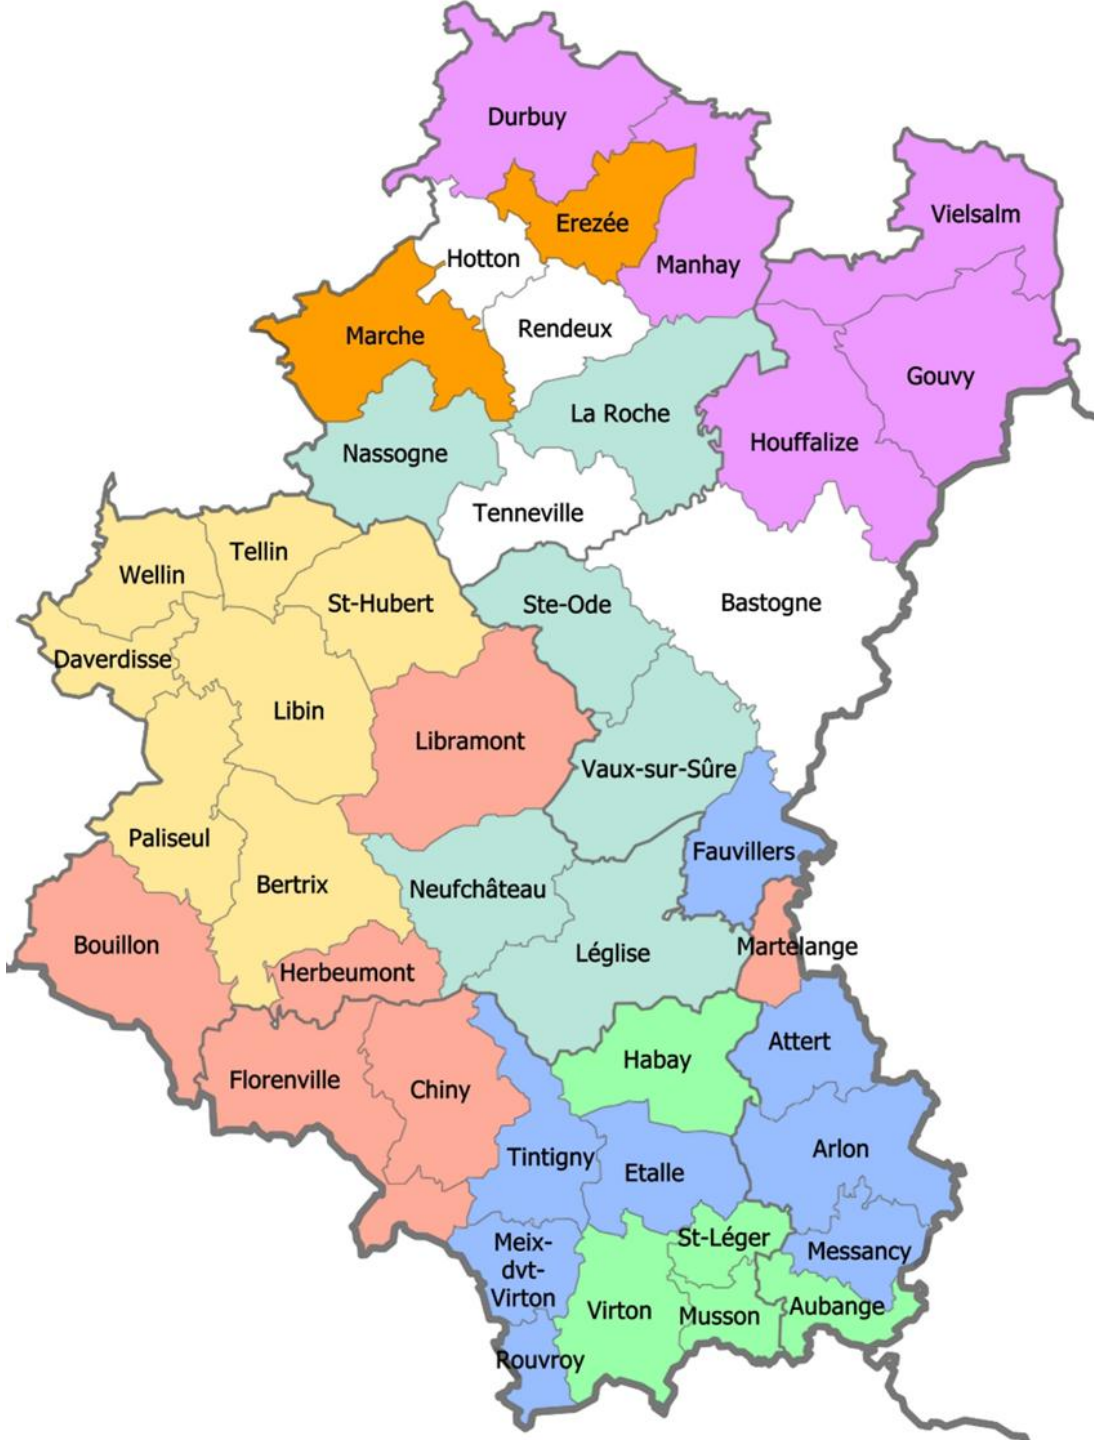 Durbuy
Vielsalm
Erezée
Hotton
Manhay
Rendeux
Marche
Gouvy
La Roche
Houffalize
Nassogne
Tenneville
Tellin
Wellin
St-Hubert
Ste-Ode
Bastogne
Daverdisse
Libin
Libramont
Vaux-sur-Sûre
Paliseul
Fauvillers
Bertrix
Neufchâteau
Bouillon
Martelange
Léglise
Herbeumont
Attert
Habay
Florenville
Chiny
Arlon
Tintigny
Etalle
St-Léger
Meix-
dvt-
Virton
Messancy
Virton
Musson
Aubange
Rouvroy